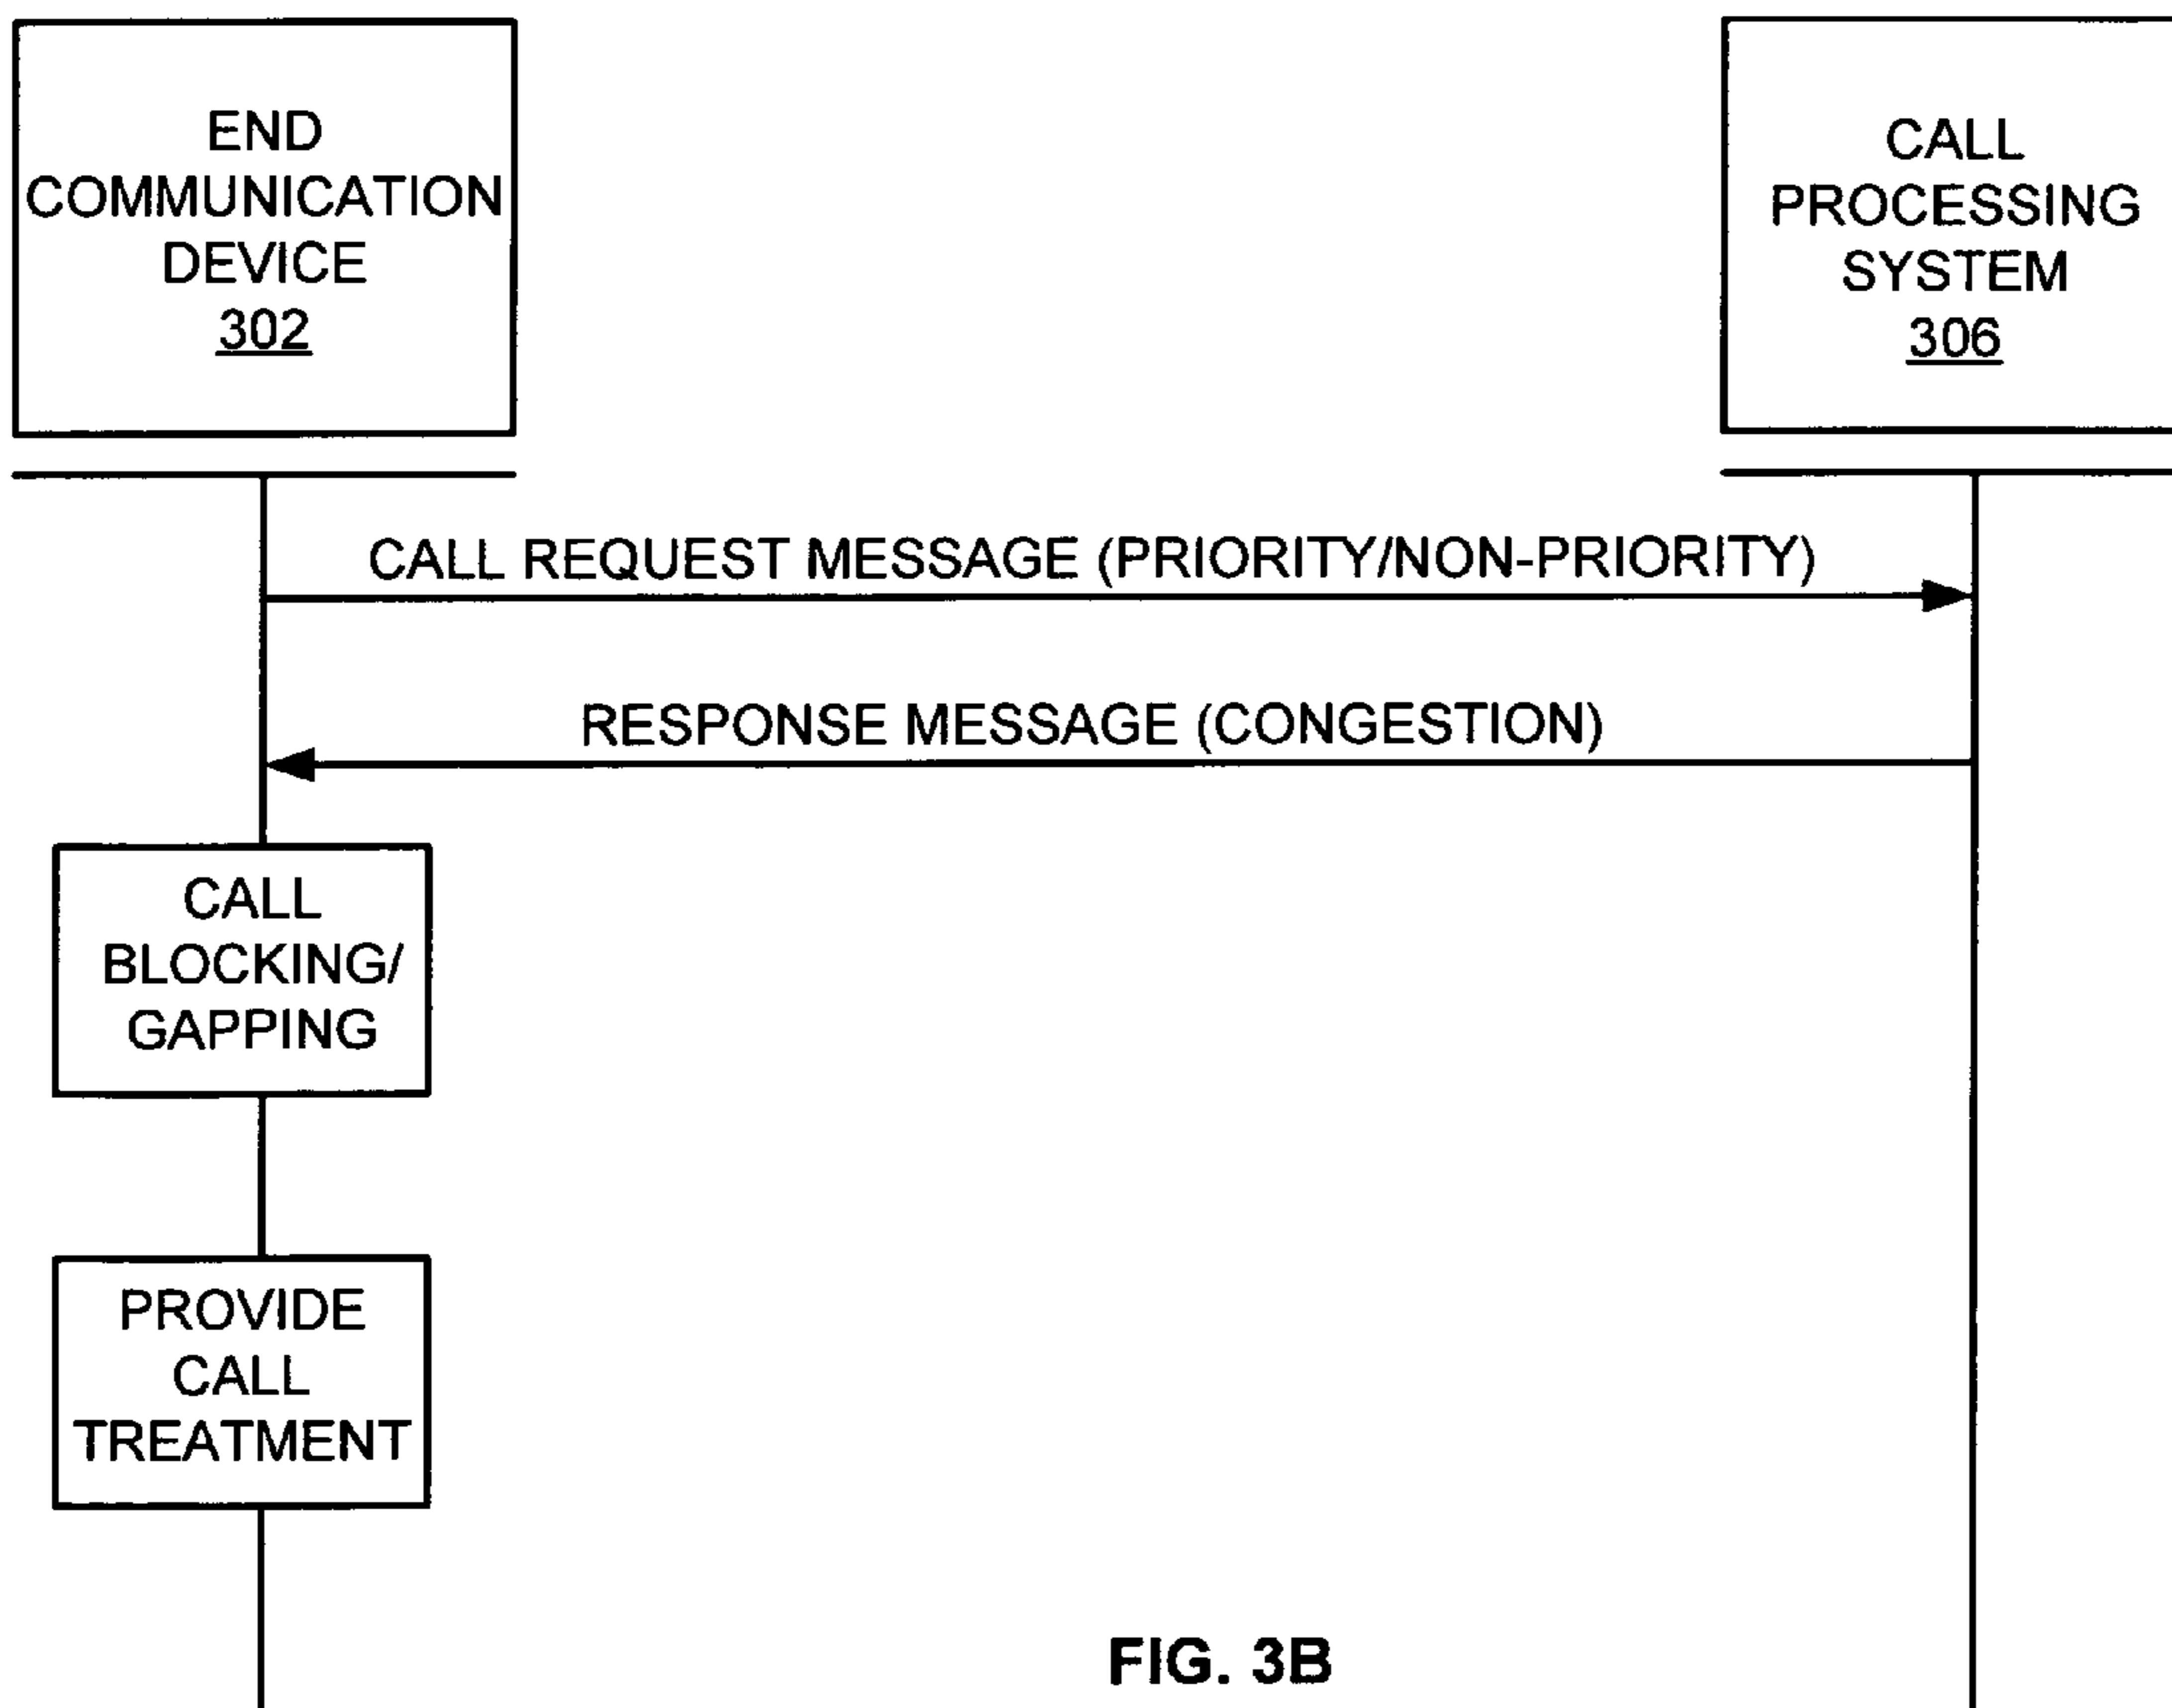 END
COMMUNICATION
DEVICE
302
CALL
PROCESSING
SYSTEM
306
CALL REQUEST MESSAGE (PRIORITY/NON-PRIORITY)
RESPONSE MESSAGE (CONGESTION)
CALL
BLOCKING/
GAPPING
PROVIDE
CALL
TREATMENT
FIG. 3B